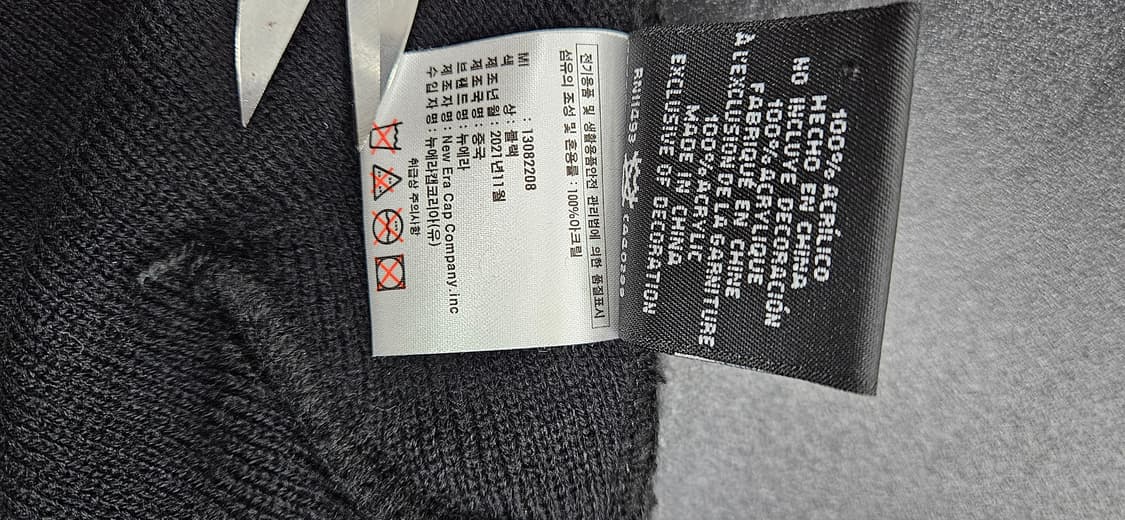 전기용품 및 생활용품안전 관리법에 의한 품질표시
섬유의 조성 및 혼용률 : 100%아크릴
M : 13082208
색 상 : 블랙
제조년월 : 2021년11월
제조국명 : 중국
브랜드명 : 뉴에라
제조자명 : New Era Cap Company.inc
수입자명 : 뉴에라캡코리아(유)
취급상 주의사항
100% ACRÍLICO
HECHO EN CHINA
NO INFLUVE DECORACIÓN
100% ACRYLIQUE
FABRIQUÉ EN CHINE
A L'EXCLUSION DE LA GARNITURE
100% ACRYLIC
MADE IN CHINA
EXCLUSIVE OF DECORATION